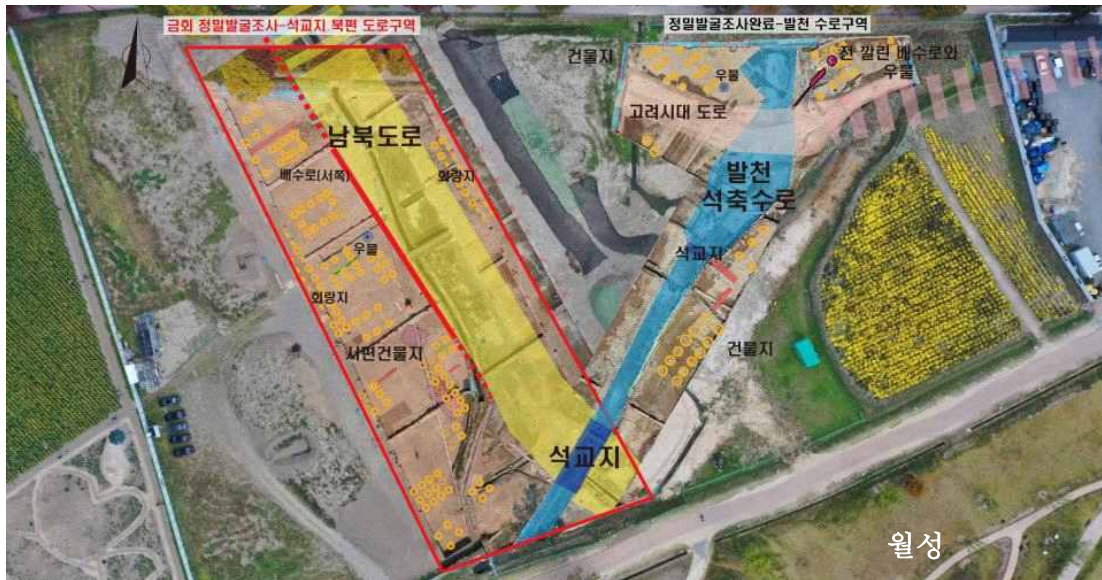 금회 정밀발굴조사-석교지 북편 도로구역
정밀발굴조사완료-발천 수로구역
건물지
우물
전 깔린 배수로와
우물
고려시대 도로
남북도로
배수로(서쪽)
회랑지
발천
석축수로
우물
석교지
회랑지
서편건물지
건물지
석교지
월성